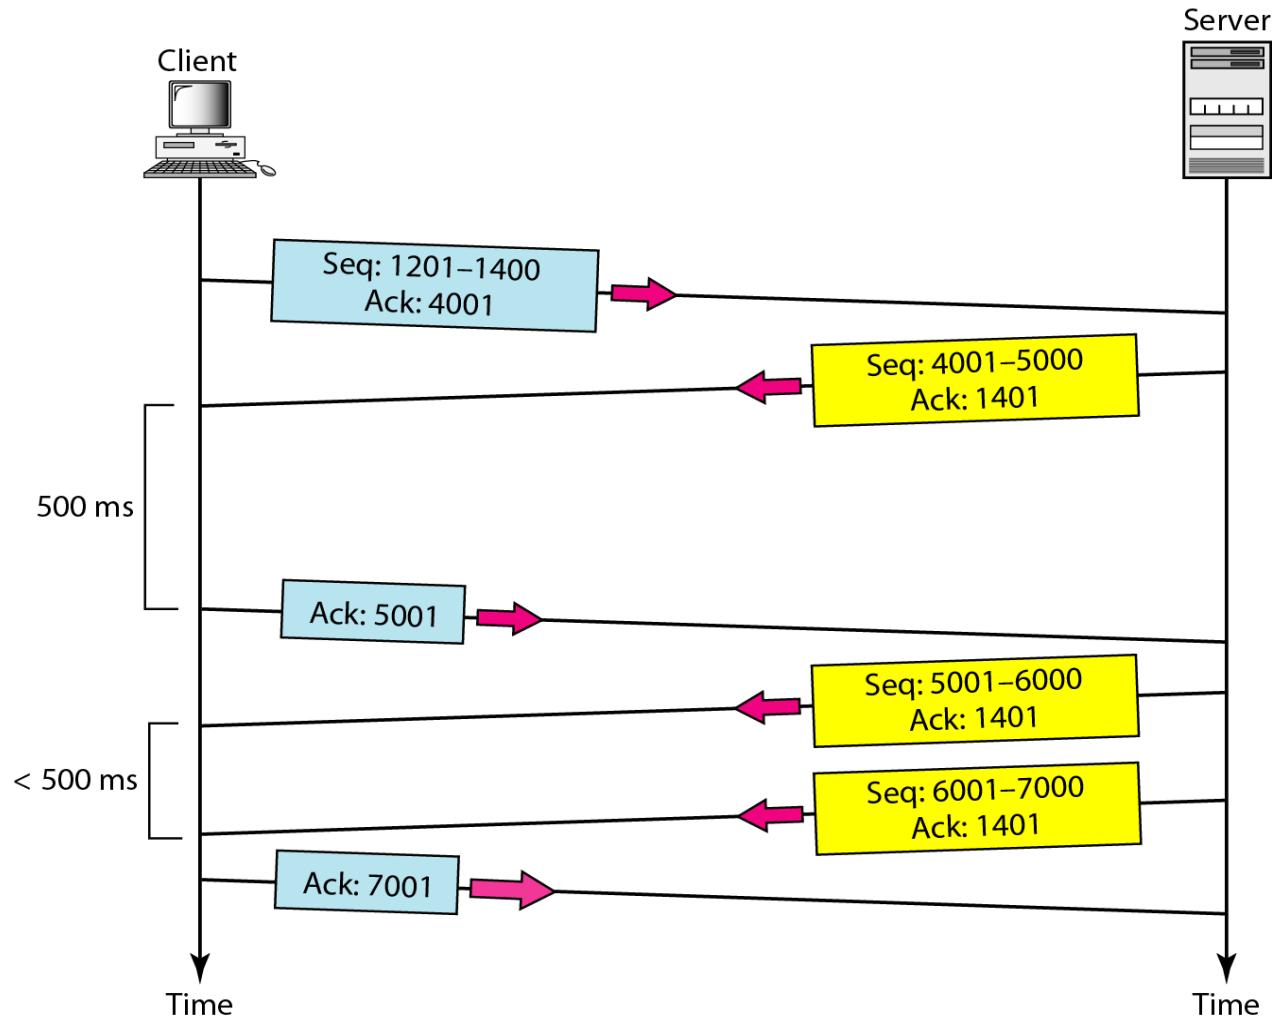 Server
Client
Seq: 1201–1400
Ack: 4001
Seq: 4001–5000
Ack: 1401
500 ms
Ack: 5001
Seq: 5001–6000
Ack: 1401
< 500 ms
Seq: 6001–7000
Ack: 1401
Ack: 7001
Time
Time